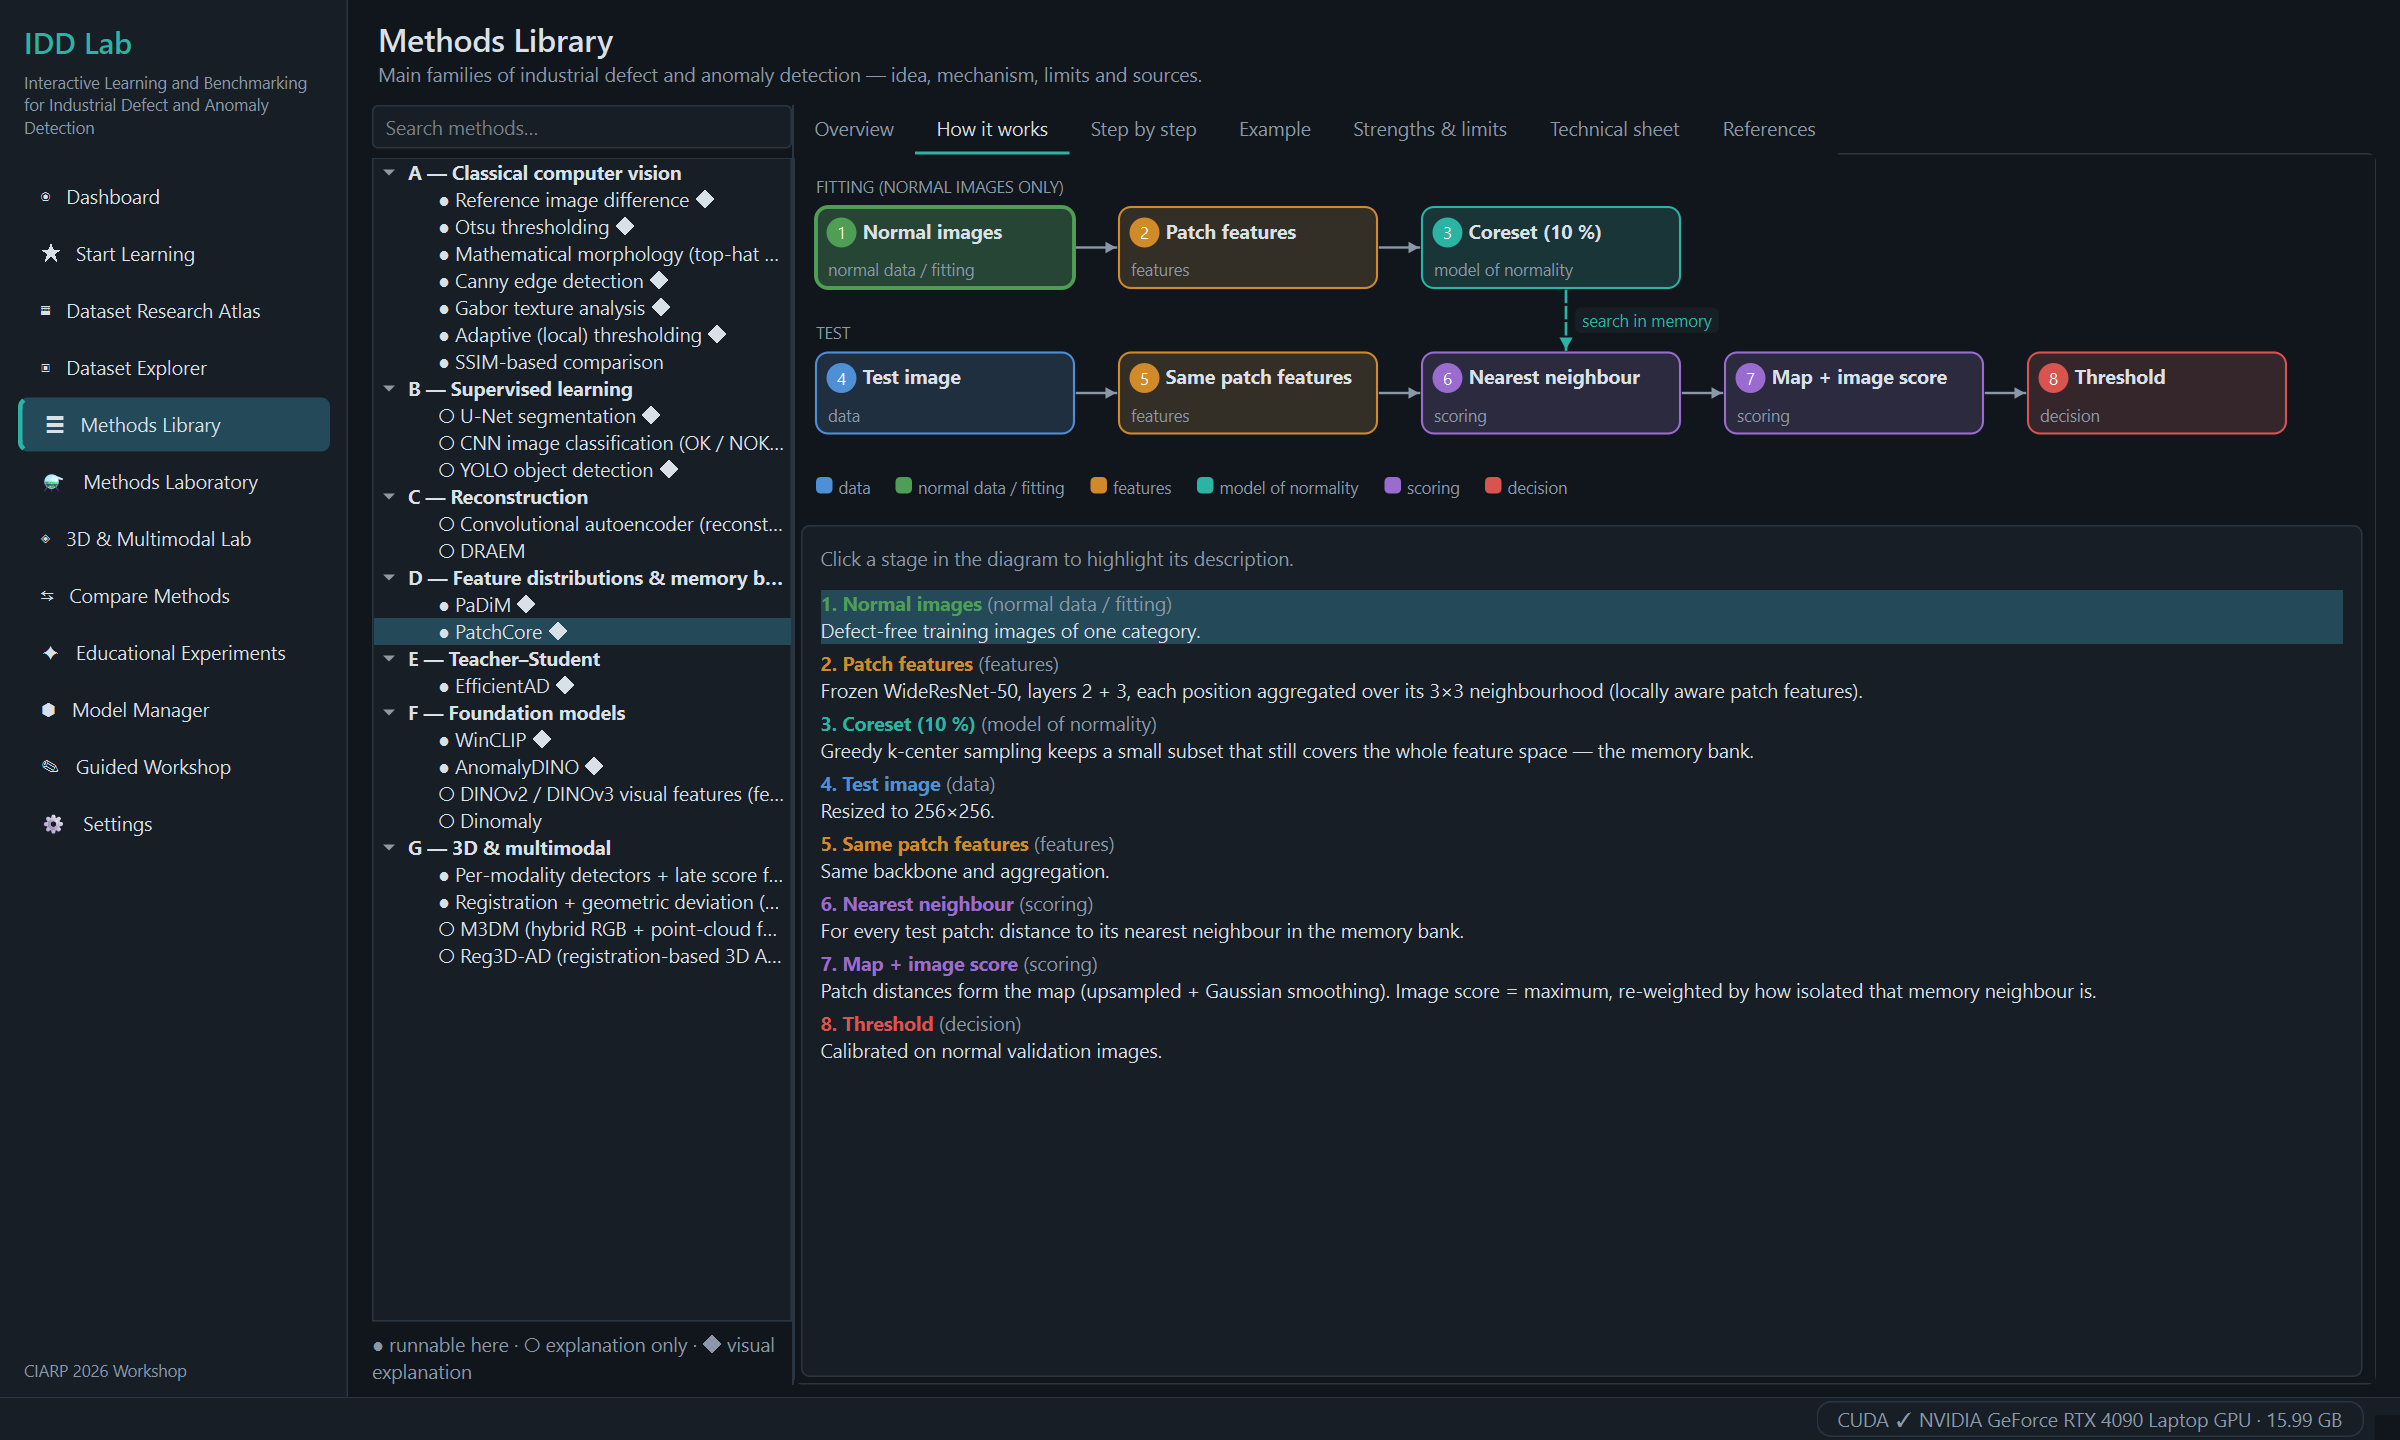 IDD Lab
Interactive Learning and Benchmarking
for Industrial Defect and Anomaly
Detection
Dashboard
Start Learning
Dataset Research Atlas
Dataset Explorer
Methods Library
Methods Laboratory
3D & Multimodal Lab
Compare Methods
Educational Experiments
Model Manager
Guided Workshop
Settings
CIARP 2026 Workshop
Methods Library
Main families of industrial defect and anomaly detection — idea, mechanism, limits and sources.
Search methods...
A — Classical computer vision
● Reference image difference ◆
● Otsu thresholding ◆
● Mathematical morphology (top-hat ...
● Canny edge detection ◆
● Gabor texture analysis ◆
● Adaptive (local) thresholding ◆
● SSIM-based comparison
B — Supervised learning
○ U-Net segmentation ◆
○ CNN image classification (OK / NOK...
○ YOLO object detection ◆
C — Reconstruction
○ Convolutional autoencoder (reconst...
○ DRAEM
D — Feature distributions & memory b...
● PaDiM ◆
● PatchCore ◆
E — Teacher–Student
● EfficientAD ◆
F — Foundation models
● WinCLIP ◆
● AnomalyDINO ◆
○ DINOv2 / DINOv3 visual features (fe...
○ Dinomaly
G — 3D & multimodal
● Per-modality detectors + late score f...
● Registration + geometric deviation (...
○ M3DM (hybrid RGB + point-cloud f...
○ Reg3D-AD (registration-based 3D A...
● runnable here · ○ explanation only · ◆ visual
explanation
Overview How it works Step by step Example Strengths & limits Technical sheet References
FITTING (NORMAL IMAGES ONLY)
1 Normal images
normal data / fitting
2 Patch features
features
3 Coreset (10 %)
model of normality
search in memory
TEST
4 Test image
data
5 Same patch features
features
6 Nearest neighbour
scoring
7 Map + image score
scoring
8 Threshold
decision
data normal data / fitting features model of normality scoring decision
Click a stage in the diagram to highlight its description.
1. Normal images (normal data / fitting)
Defect-free training images of one category.
2. Patch features (features)
Frozen WideResNet-50, layers 2 + 3, each position aggregated over its 3×3 neighbourhood (locally aware patch features).
3. Coreset (10 %) (model of normality)
Greedy k-center sampling keeps a small subset that still covers the whole feature space — the memory bank.
4. Test image (data)
Resized to 256×256.
5. Same patch features (features)
Same backbone and aggregation.
6. Nearest neighbour (scoring)
For every test patch: distance to its nearest neighbour in the memory bank.
7. Map + image score (scoring)
Patch distances form the map (upsampled + Gaussian smoothing). Image score = maximum, re-weighted by how isolated that memory neighbour is.
8. Threshold (decision)
Calibrated on normal validation images.
CUDA ✓ NVIDIA GeForce RTX 4090 Laptop GPU · 15.99 GB